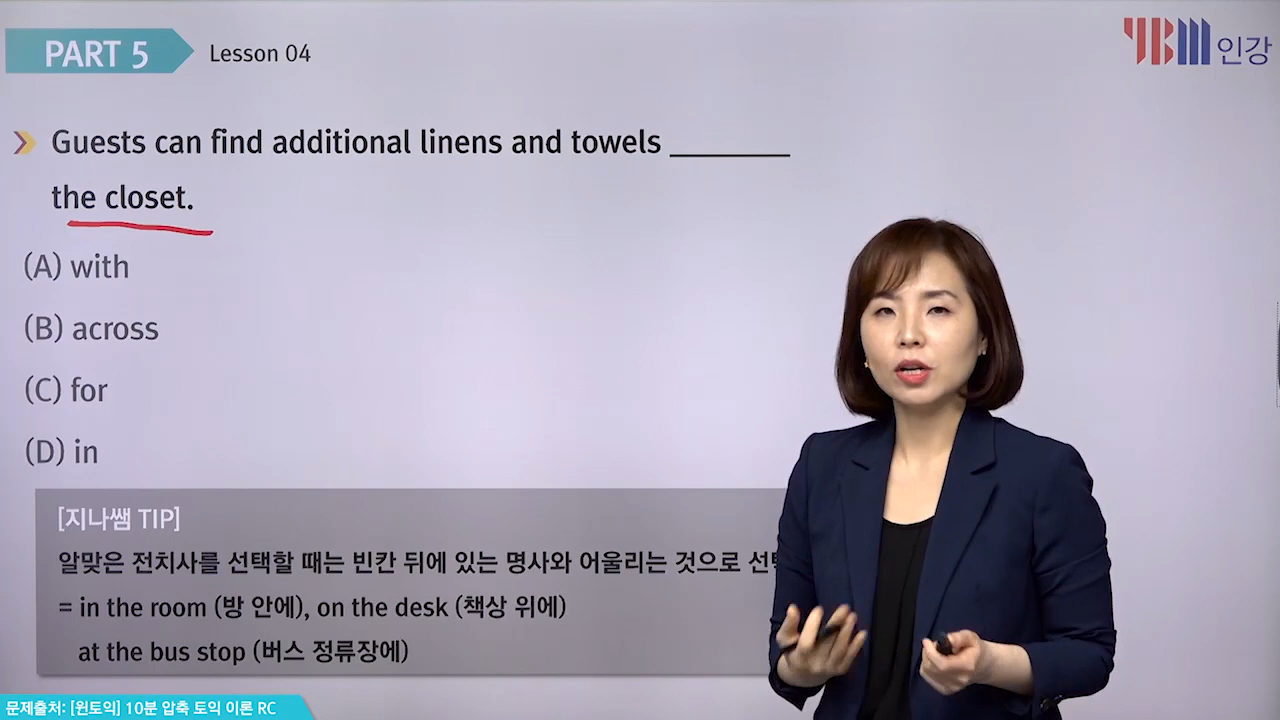 PART 5
Lesson 04
YBM 인강
Guests can find additional linens and towels ________
the closet.
(A) with
(B) across
(C) for
(D) in
[지나쌤 TIP]
알맞은 전치사를 선택할 때는 빈칸 뒤에 있는 명사와 어울리는 것으로
= in the room (방 안에), on the desk (책상 위에)
at the bus stop (버스 정류장에)
문제출처: [윈토익] 10분 압축 토익 이론 RC